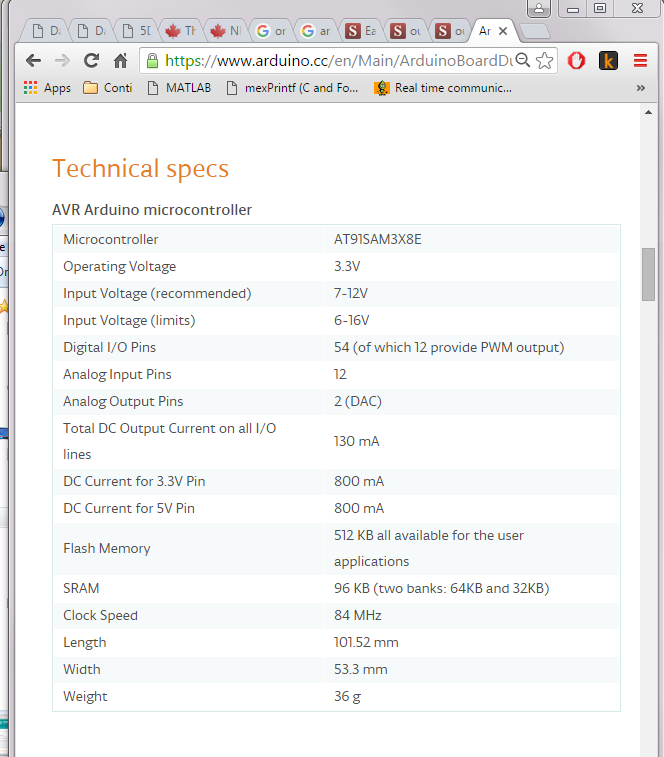 Da
Da
5D
Th
NI
or
ar
Ea
ou
ou
Ar
https://www.arduino.cc/en/Main/ArduinoBoardDu
Apps Conti MATLAB mexPrintf (C and Fo... Real time communic... »
Technical specs
AVR Arduino microcontroller
Microcontroller AT91SAM3X8E
Operating Voltage 3.3V
Input Voltage (recommended) 7-12V
Input Voltage (limits) 6-16V
Digital I/O Pins 54 (of which 12 provide PWM output)
Analog Input Pins 12
Analog Output Pins 2 (DAC)
Total DC Output Current on all I/O
lines
130 mA
DC Current for 3.3V Pin 800 mA
DC Current for 5V Pin 800 mA
Flash Memory
512 KB all available for the user
applications
SRAM 96 KB (two banks: 64KB and 32KB)
Clock Speed 84 MHz
Length 101.52 mm
Width 53.3 mm
Weight 36 g